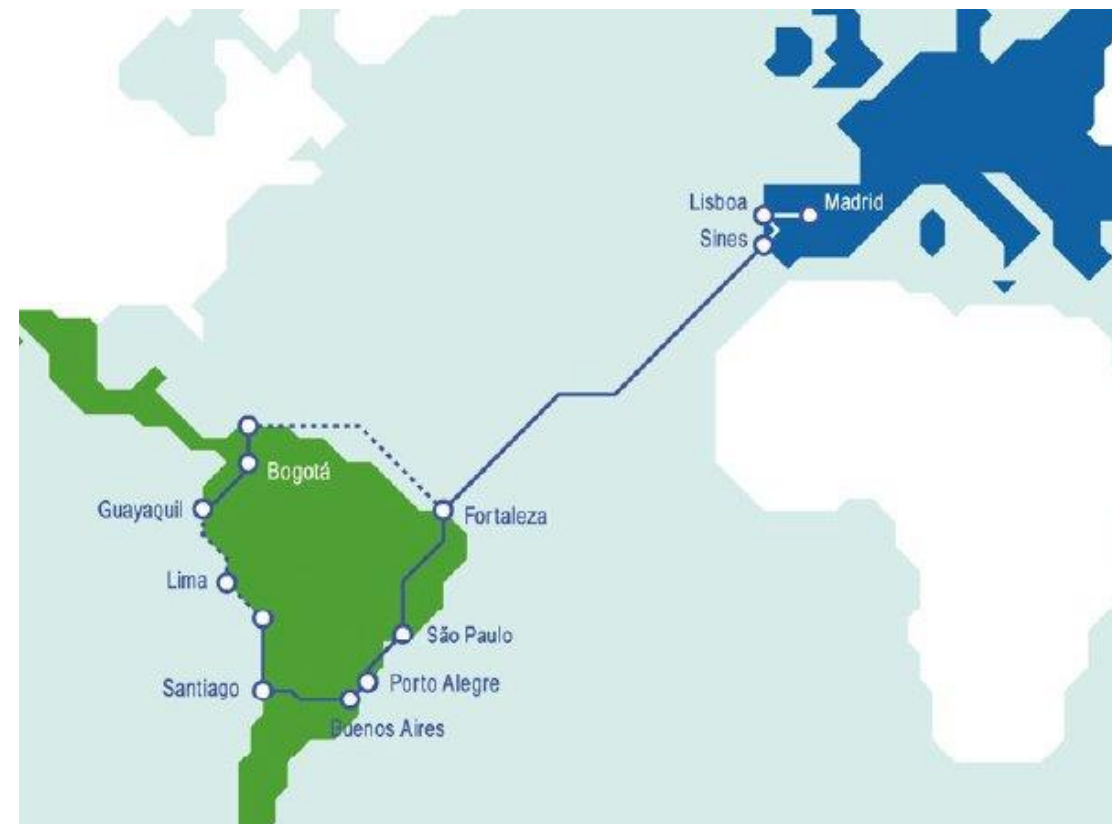 Lisboa
Madrid
Sines
Bogotá
Guayaquil
Fortaleza
Lima
São Paulo
Santiago
Porto Alegre
Buenos Aires